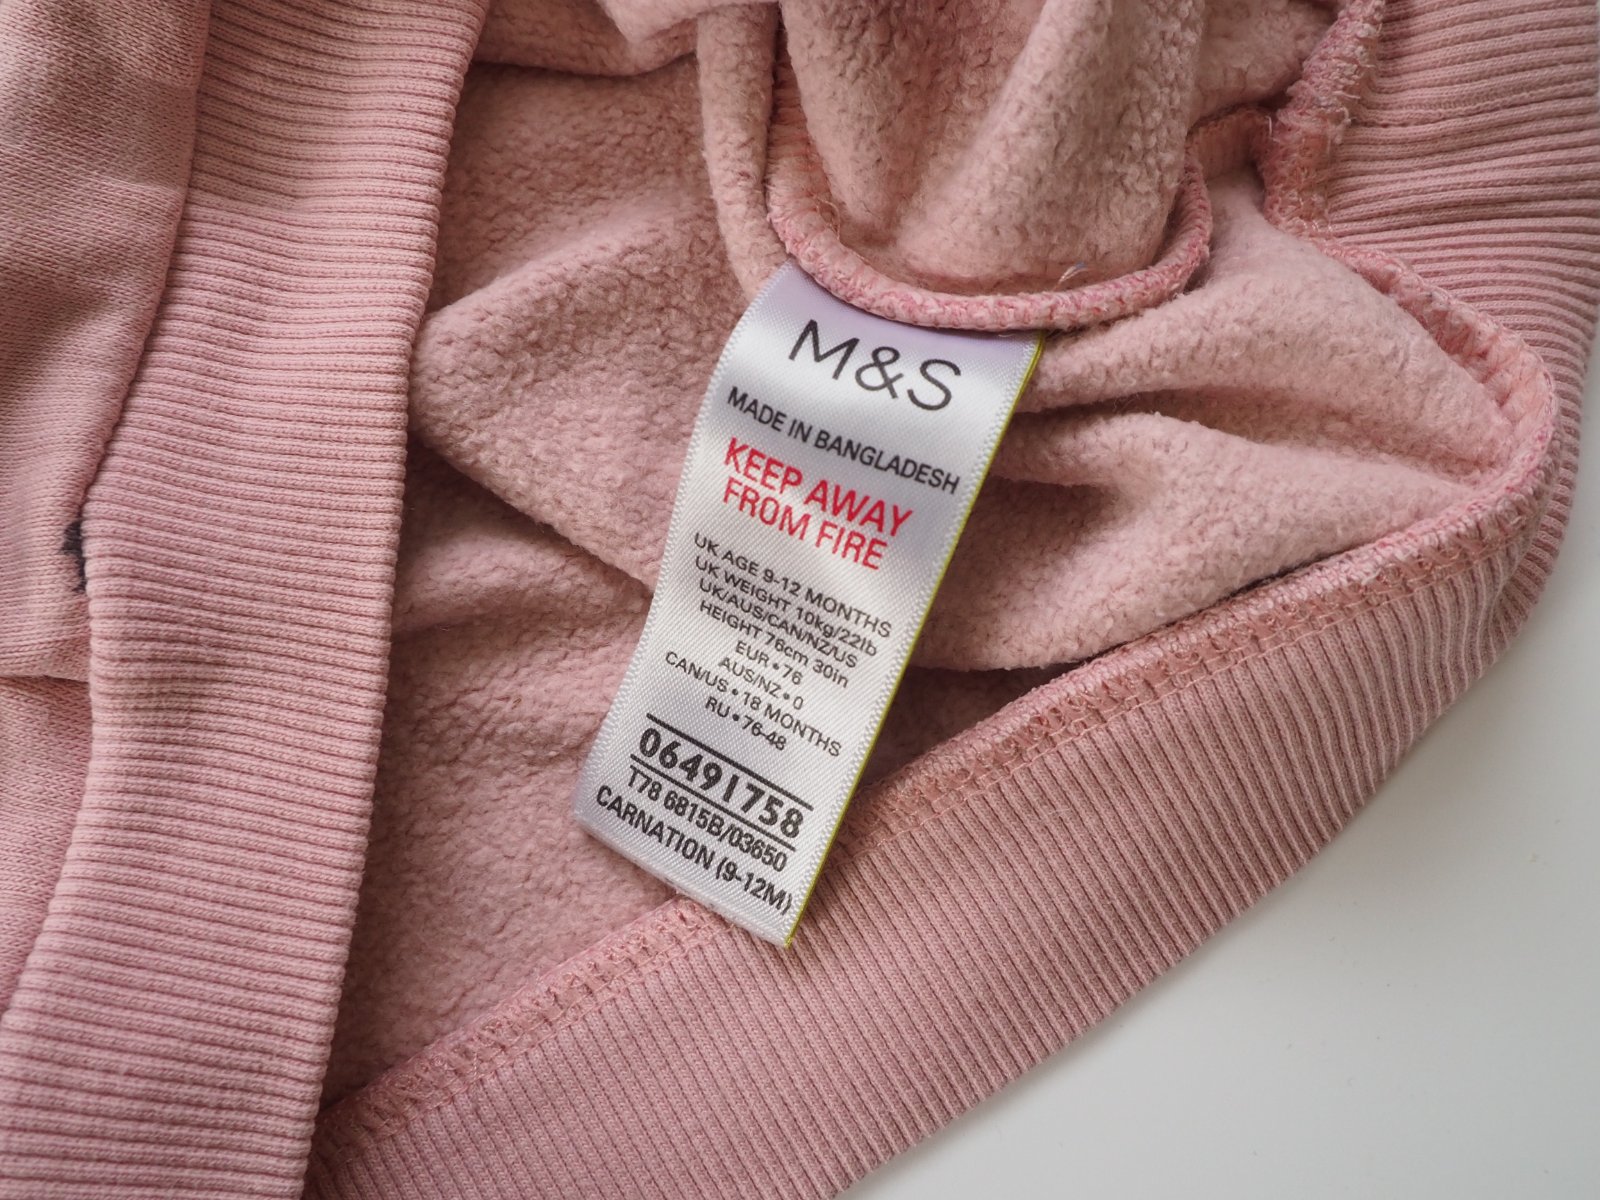 M&S
MADE IN BANGLADESH
KEEP AWAY
FROM FIRE
UK AGE 9-12 MONTHS
UK WEIGHT 10kg/22lb
UK/AUS/CAN/NZ/US
HEIGHT 76cm 30in
EUR • 76
AUS/NZ • 0
CAN/US • 18 MONTHS
RU • 76-48
06491758
T78 6815B/03650
CARNATION (9-12M)